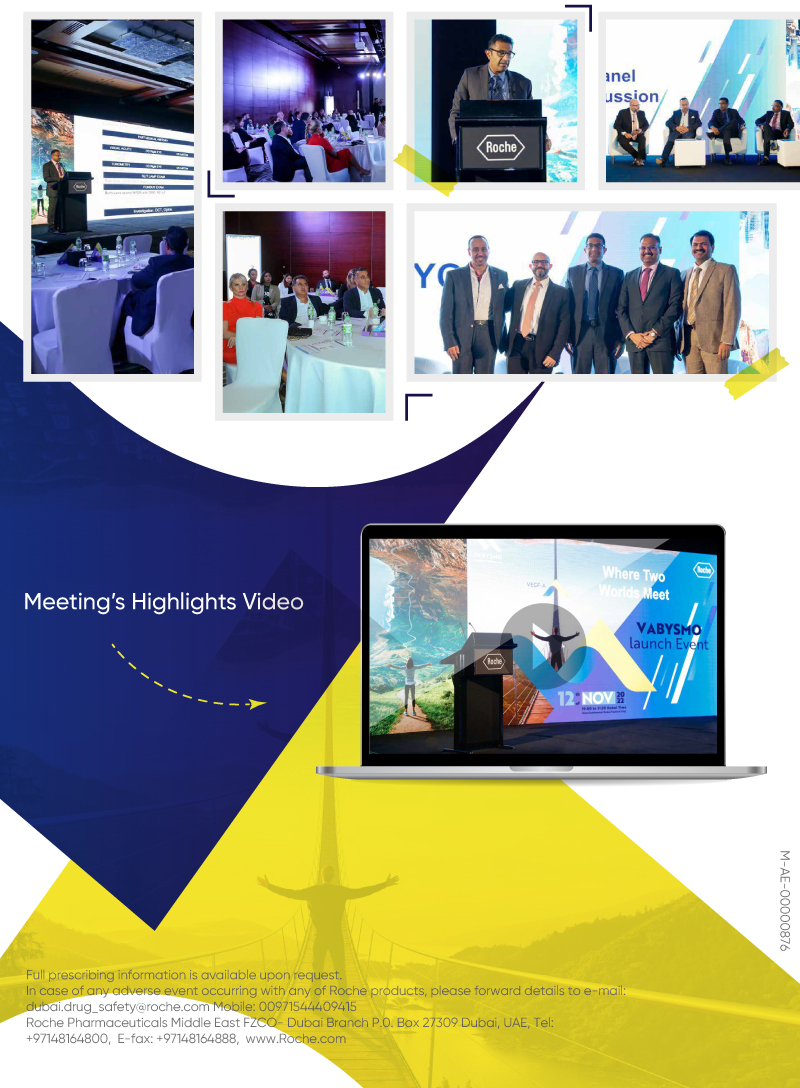 Roche
Roche
anel
ussion
YO
Meeting's Highlights Video
VEGF-A
Where Two
Worlds Meet
Roche
VABYSMO
launch Event
Roche
12 NOV 20
22
Full prescribing information is available upon request.
In case of any adverse event occurring with any of Roche products, please forward details to e-mail:
dubai.drug_safety@roche.com Mobile: 00971544409415
Roche Pharmaceuticals Middle East FZCO- Dubai Branch P.O. Box 27309 Dubai, UAE, Tel:
+97148164800, E-fax: +97148164888, www.Roche.com
M-AE-00000876